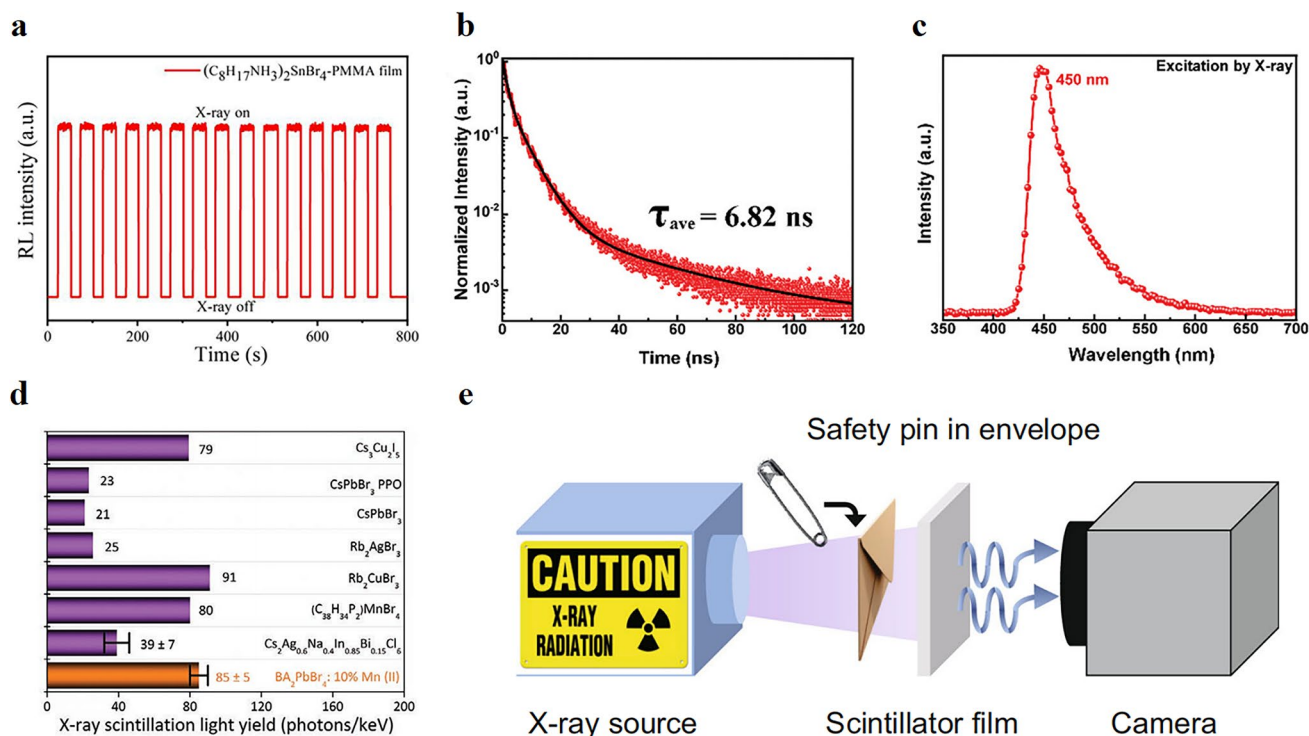 a
(C₈H₁₇NH₃)₂SnBr₄-PMMA film
X-ray on
X-ray off
RL intensity (a.u.)
0 200 400 600 800
Time (s)
b
10⁰
10⁻¹
10⁻²
10⁻³
Normalized Intensity (a.u.)
τave = 6.82 ns
0 20 40 60 80 100 120
Time (ns)
c
Excitation by X-ray
450 nm
Intensity (a.u.)
350 400 450 500 550 600 650 700
Wavelength (nm)
d
79 Cs₃Cu₂I₅
23 CsPbBr₃ PPO
21 CsPbBr₃
25 Rb₂AgBr₃
91 Rb₂CuBr₃
80 (C₃₈H₃₄P₂)MnBr₄
39 ± 7 Cs₂Ag₀.₆Na₀.₄In₀.₈₅Bi₀.₁₅Cl₆
85 ± 5 BA₂PbBr₄: 10% Mn (II)
0 40 80 120 160 200
X-ray scintillation light yield (photons/keV)
e
Safety pin in envelope
CAUTION
X-RAY
RADIATION
X-ray source
Scintillator film
Camera